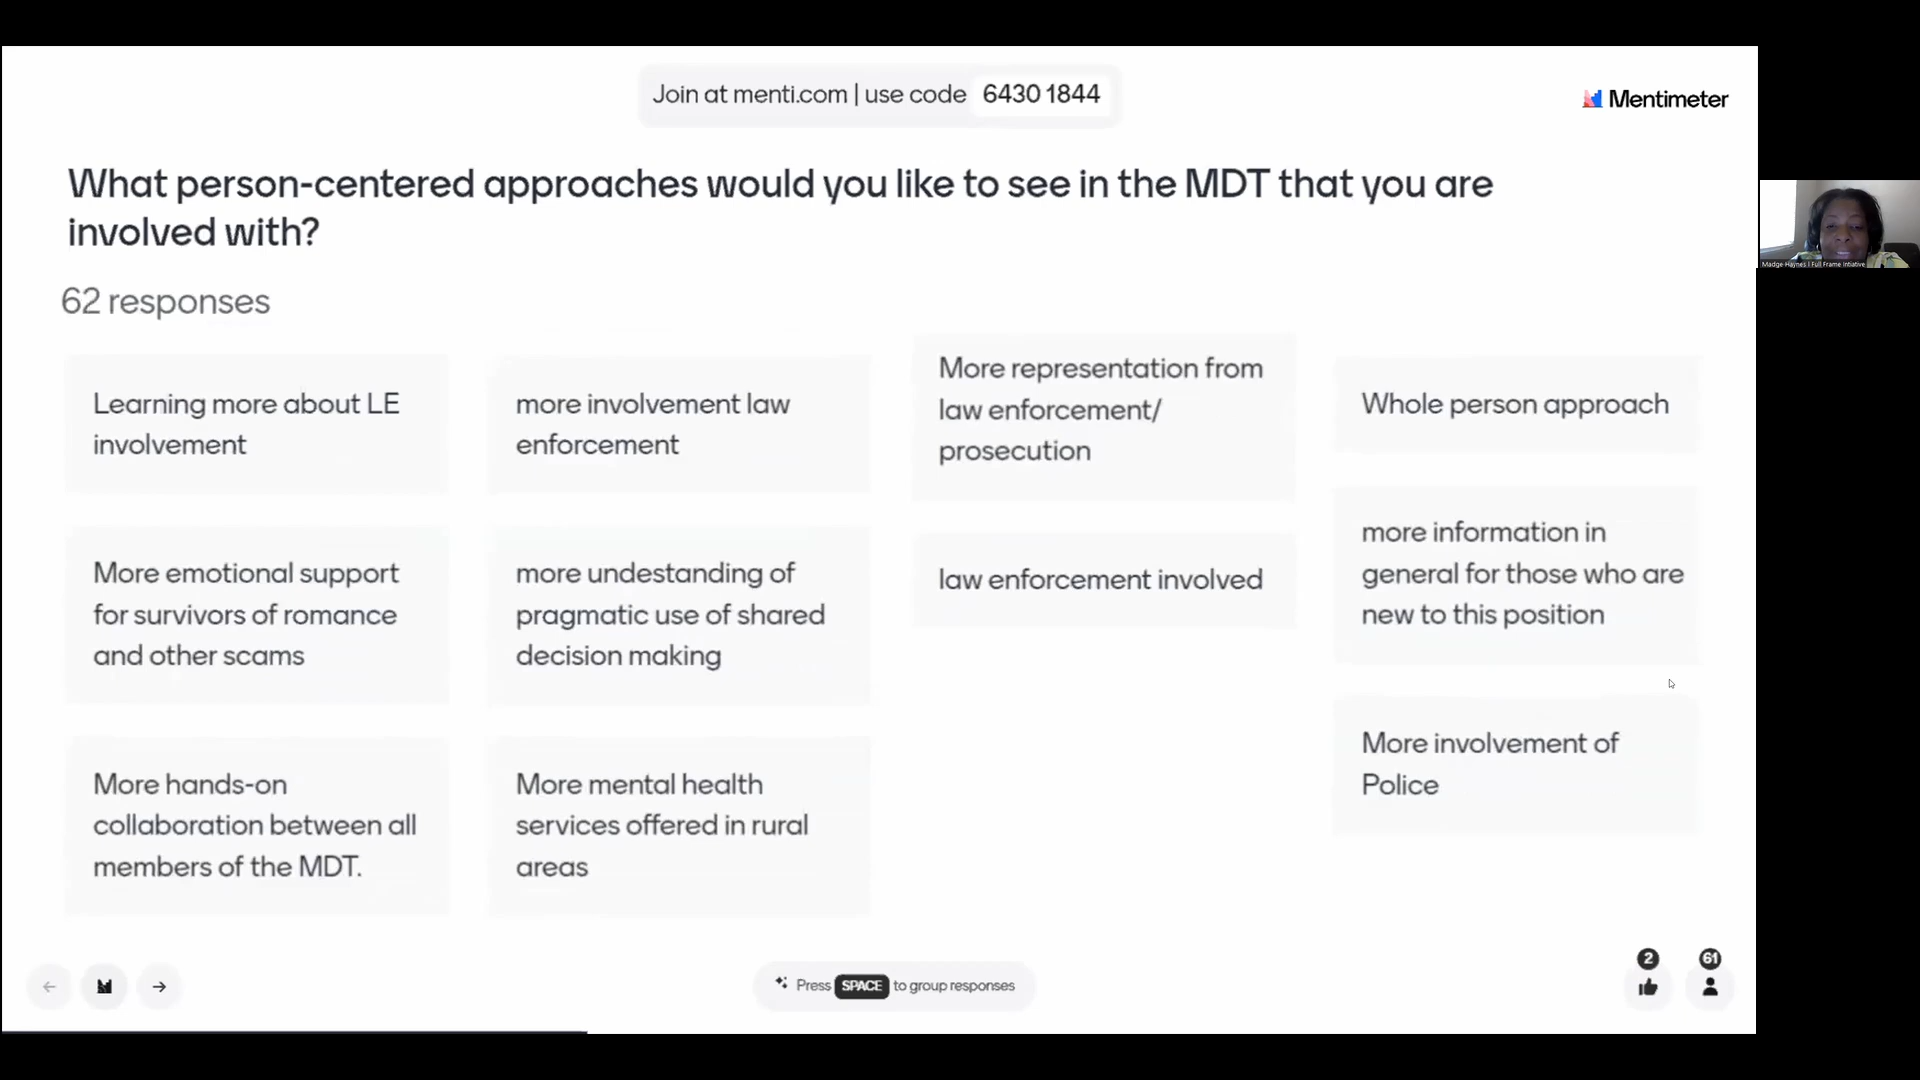 Join at menti.com | use code 6430 1844
Mentimeter
What person-centered approaches would you like to see in the MDT that you are
involved with?
62 responses
Learning more about LE
involvement
more involvement law
enforcement
More representation from
law enforcement/
prosecution
Whole person approach
More emotional support
for survivors of romance
and other scams
more undestanding of
pragmatic use of shared
decision making
law enforcement involved
more information in
general for those who are
new to this position
More hands-on
collaboration between all
members of the MDT.
More mental health
services offered in rural
areas
More involvement of
Police
Press SPACE to group responses
2
61
Madge Haynes | Full Frame Intiative